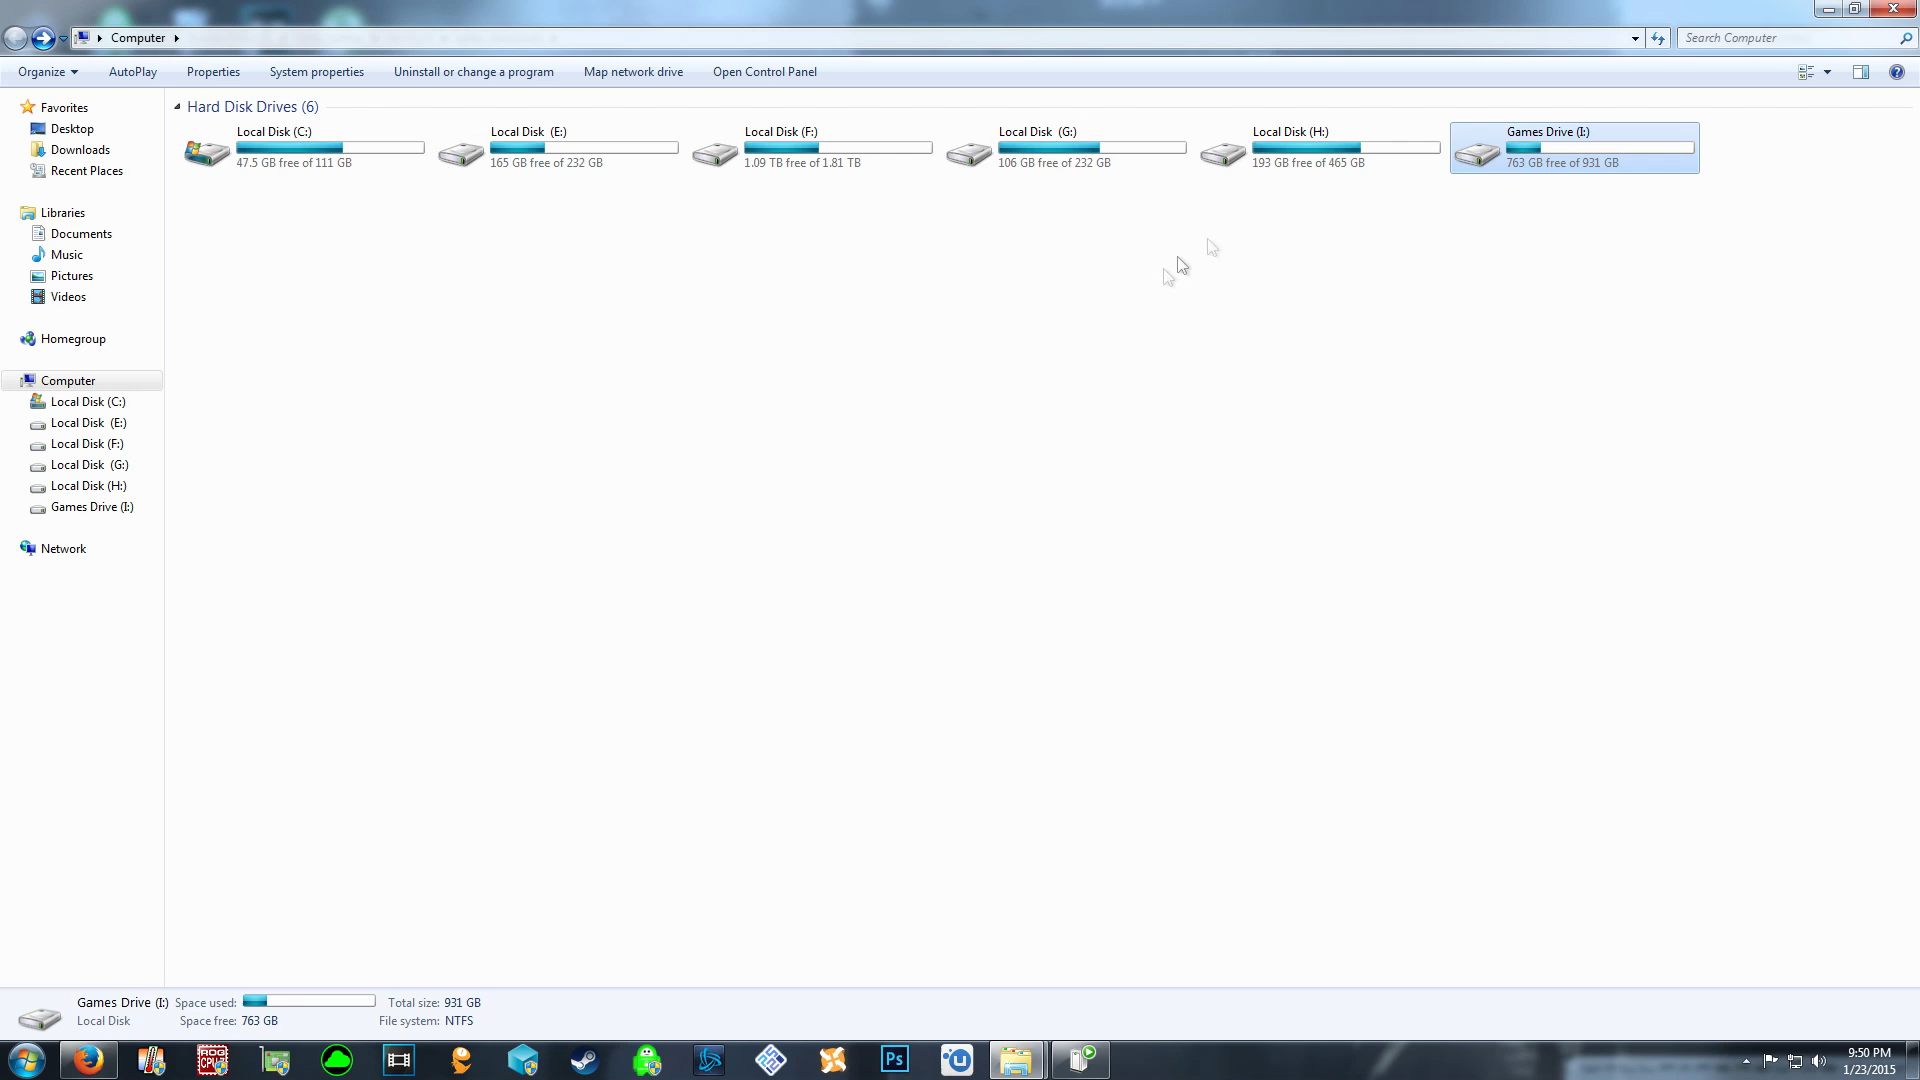 Computer
Search Computer
Organize AutoPlay Properties System properties Uninstall or change a program Map network drive Open Control Panel
Favorites
Desktop
Downloads
Recent Places
Libraries
Documents
Music
Pictures
Videos
Homegroup
Computer
Local Disk (C:)
Local Disk (E:)
Local Disk (F:)
Local Disk (G:)
Local Disk (H:)
Games Drive (I:)
Network
Hard Disk Drives (6)
Local Disk (C:)
47.5 GB free of 111 GB
Local Disk (E:)
165 GB free of 232 GB
Local Disk (F:)
1.09 TB free of 1.81 TB
Local Disk (G:)
106 GB free of 232 GB
Local Disk (H:)
193 GB free of 465 GB
Games Drive (I:)
763 GB free of 931 GB
Games Drive (I:) Space used: Total size: 931 GB
Local Disk Space free: 763 GB File system: NTFS
ROG
CPU-Z
Ps
9:50 PM
1/23/2015